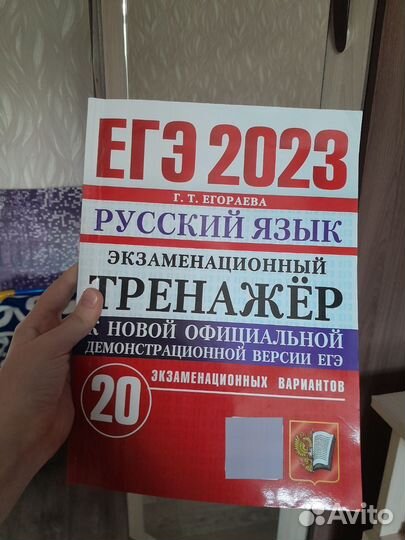 ЕГЭ 2023
Г. Т. ЕГОРАЕВА
РУССКИЙ ЯЗЫК
ЭКЗАМЕНАЦИОННЫЙ
ТРЕНАЖЁР
К НОВОЙ ОФИЦИАЛЬНОЙ
ДЕМОНСТРАЦИОННОЙ ВЕРСИИ ЕГЭ
20
ЭКЗАМЕНАЦИОННЫХ ВАРИАНТОВ
Avito